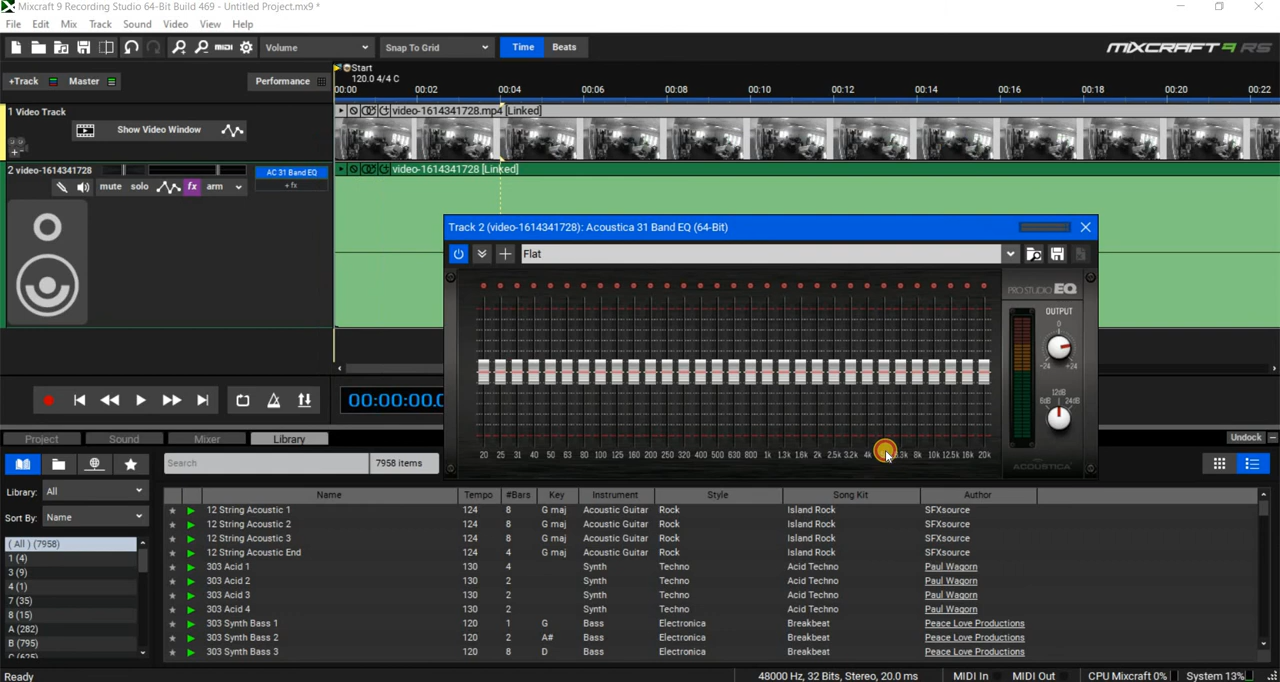 Mixcraft 9 Recording Studio 64-Bit Build 469 - Untitled Project.mx9 *
File Edit Mix Track Sound Video View Help
MIDI Volume Snap To Grid Time Beats MIXCRAFT 9 RS
+Track Master Performance
Start
120.0 4/4 C
00:00 00:02 00:04 00:06 00:08 00:10 00:12 00:14 00:16 00:18 00:20 00:22
1 Video Track
Show Video Window
video-1614341728.mp4 [Linked]
2 video-1614341728
AC 31 Band EQ
+ fx
mute solo fx arm
video-1614341728 [Linked]
Track 2 (video-1614341728): Acoustica 31 Band EQ (64-Bit)
Flat
PRO STUDIO EQ
OUTPUT
0
-24 +24
12dB
6dB 24dB
20 25 31 40 50 63 80 100 125 160 200 250 320 400 500 630 800 1k 1.3k 1.6k 2k 2.5k 3.2k 4k 6.3k 8k 10k 12.5k 16k 20k
ACOUSTICA
00:00:00.0
Project Sound Mixer Library
Undock
Search 7958 items
Library: All
Sort By: Name
( All ) (7958)
1 (4)
3 (9)
4 (1)
7 (35)
8 (15)
A (282)
B (795)
C (625)
Name Tempo #Bars Key Instrument Style Song Kit Author
12 String Acoustic 1 124 8 G maj Acoustic Guitar Rock Island Rock SFXsource
12 String Acoustic 2 124 8 G maj Acoustic Guitar Rock Island Rock SFXsource
12 String Acoustic 3 124 8 G maj Acoustic Guitar Rock Island Rock SFXsource
12 String Acoustic End 124 4 G maj Acoustic Guitar Rock Island Rock SFXsource
303 Acid 1 130 4 Synth Techno Acid Techno Paul Wagorn
303 Acid 2 130 2 Synth Techno Acid Techno Paul Wagorn
303 Acid 3 130 2 Synth Techno Acid Techno Paul Wagorn
303 Acid 4 130 2 Synth Techno Acid Techno Paul Wagorn
303 Synth Bass 1 120 1 G Bass Electronica Breakbeat Peace Love Productions
303 Synth Bass 2 120 2 A# Bass Electronica Breakbeat Peace Love Productions
303 Synth Bass 3 120 2 D Bass Electronica Breakbeat Peace Love Productions
Ready 48000 Hz, 32 Bits, Stereo, 20.0 ms MIDI In MIDI Out CPU Mixcraft 0% System 13%